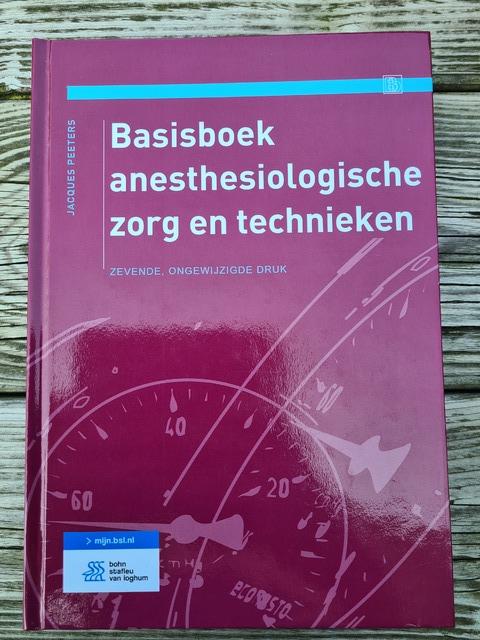 JACQUES PEETERS
Basisboek
anesthesiologische
zorg en technieken
ZEVENDE, ONGEWIJZIGDE DRUK
60
40
20
60
> mijn.bsl.nl
bohn
stafleu
van loghum